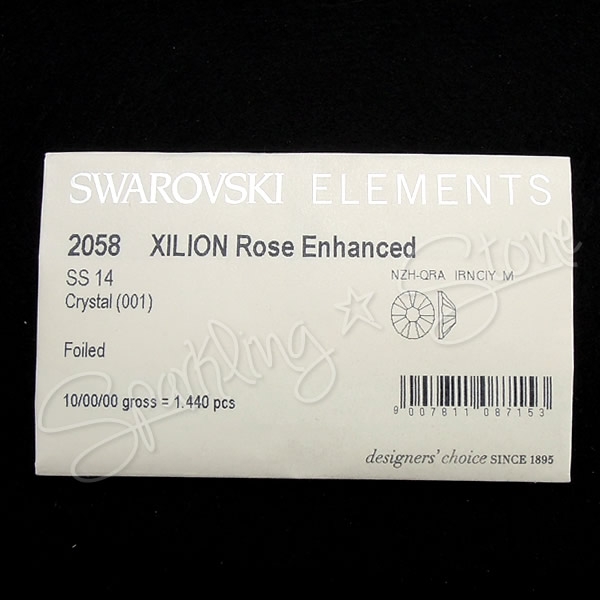 SWAROVSKI ELEMENTS
2058 XILION Rose Enhanced
SS 14
NZH-QRA IRNCIY M
Crystal (001)
Foiled
10/00/00 gross = 1.440 pcs
9 007811 087153
designers' choice SINCE 1895
Sparkling ☆ Stone